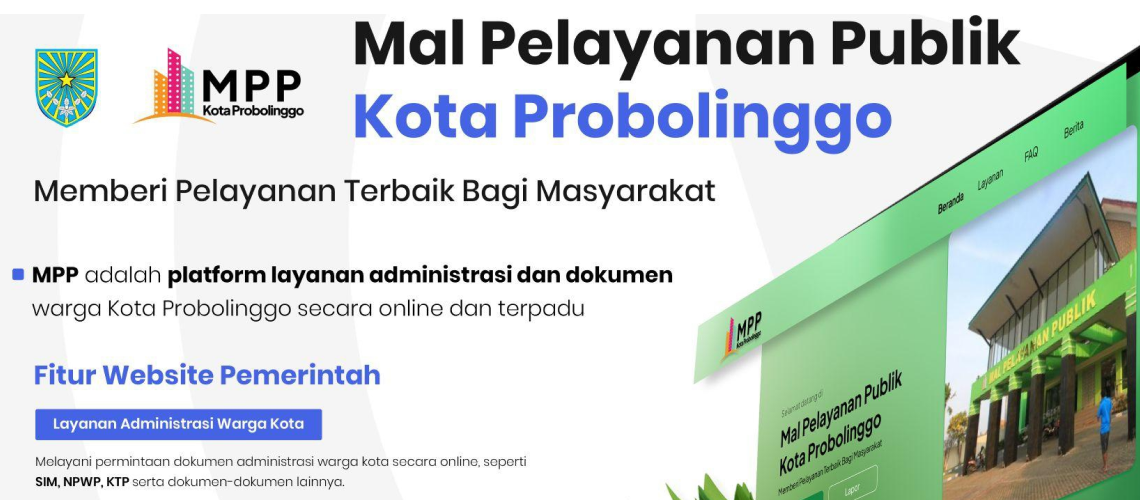 Mal Pelayanan Publik
Kota Probolinggo
MPP
Kota Probolinggo
Memberi Pelayanan Terbaik Bagi Masyarakat
MPP adalah platform layanan administrasi dan dokumen
warga Kota Probolinggo secara online dan terpadu
Fitur Website Pemerintah
Layanan Administrasi Warga Kota
Melayani permintaan dokumen administrasi warga kota secara online, seperti
SIM, NPWP, KTP serta dokumen-dokumen lainnya.
MPP
Kota Probolinggo
Beranda Layanan FAQ Berita
Selamat datang di
Mal Pelayanan Publik
Kota Probolinggo
Memberi Pelayanan Terbaik Bagi Masyarakat
Lapor
MAL PELAYANAN PUBLIK